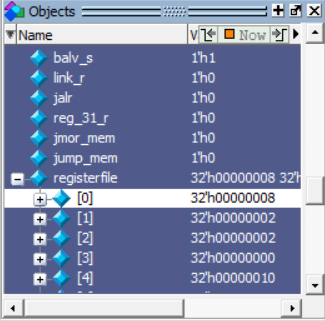 Objects
Name V Now
balv_s 1'h1
link_r 1'h0
jalr 1'h0
reg_31_r 1'h0
jmor_mem 1'h0
jump_mem 1'h0
registerfile 32'h00000008 32'h
[0] 32'h00000008
[1] 32'h00000002
[2] 32'h00000002
[3] 32'h00000000
[4] 32'h00000010